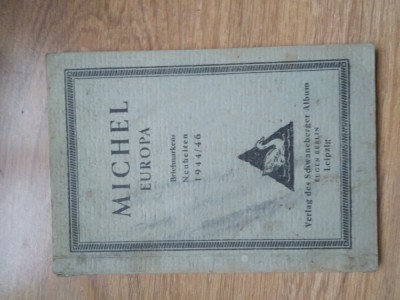 MICHEL
EUROPA
Briefmarken-
Neuheiten
1944/46
Verlag des Schwaneberger Album
EUGEN BERLIN
Leipzig